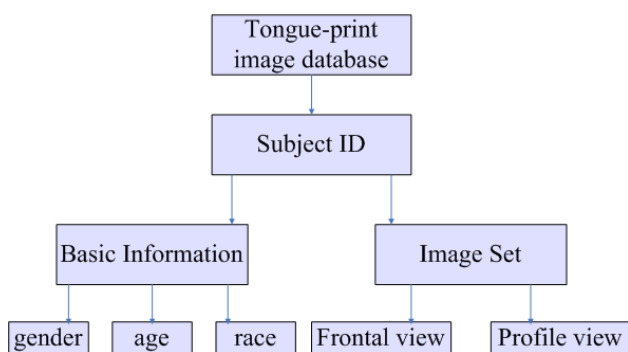 Tongue-print
image database
Subject ID
Basic Information
Image Set
gender
age
race
Frontal view
Profile view